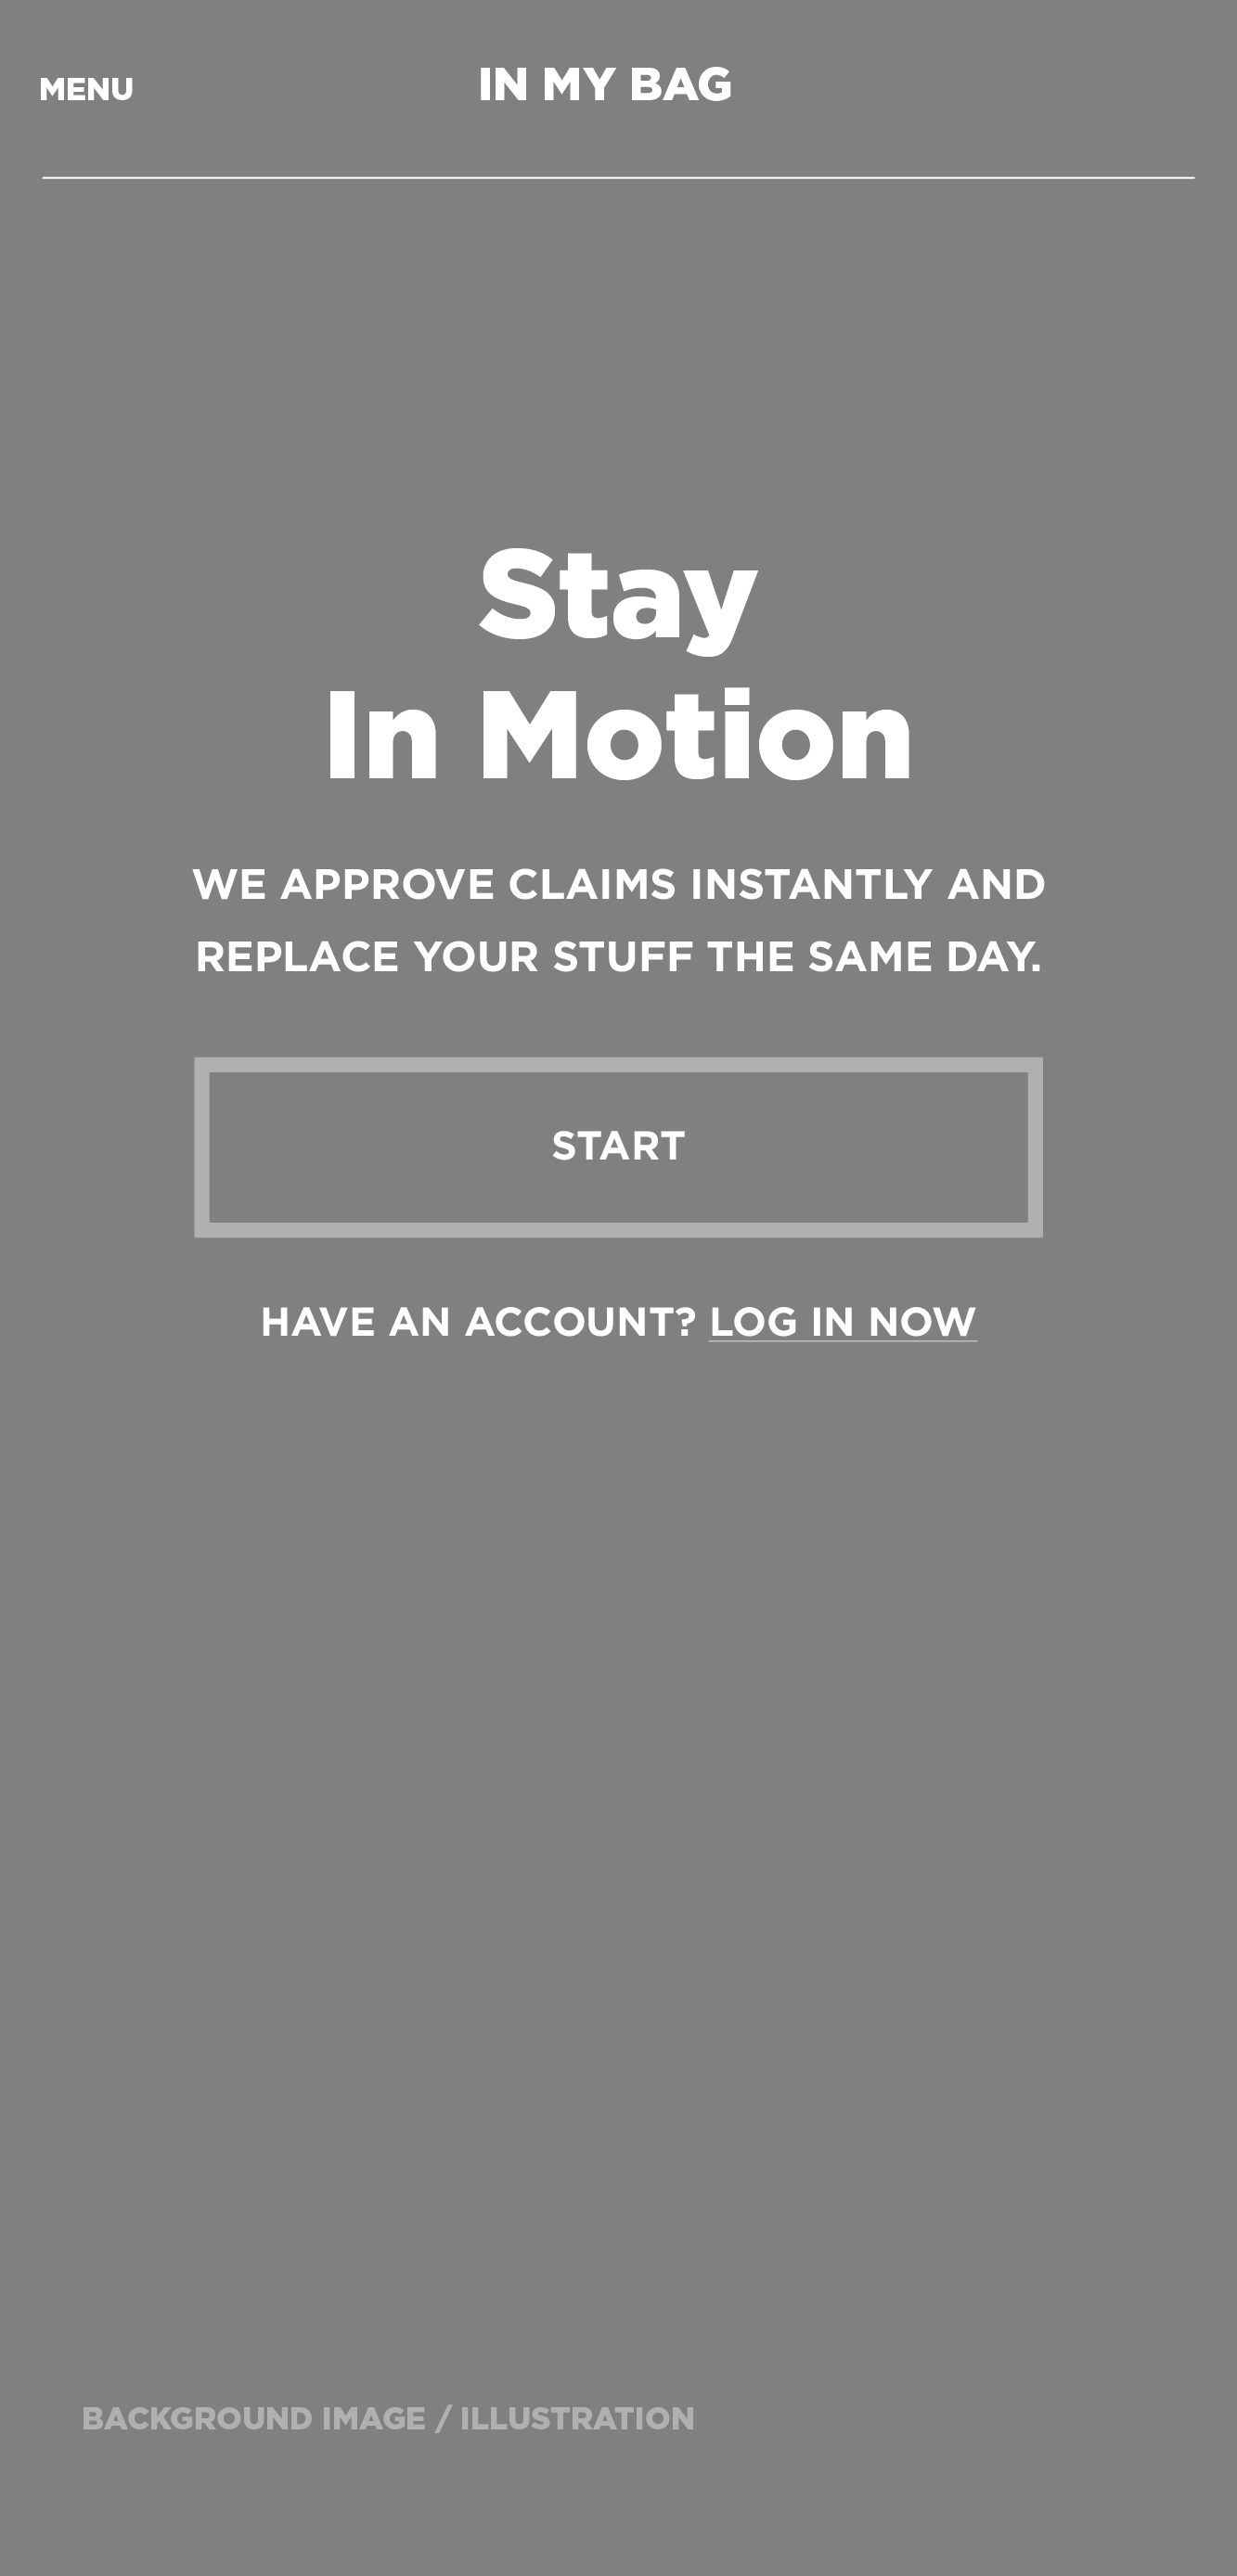 MENU
IN MY BAG
Stay
In Motion
WE APPROVE CLAIMS INSTANTLY AND
REPLACE YOUR STUFF THE SAME DAY.
START
HAVE AN ACCOUNT? LOG IN NOW
BACKGROUND IMAGE / ILLUSTRATION